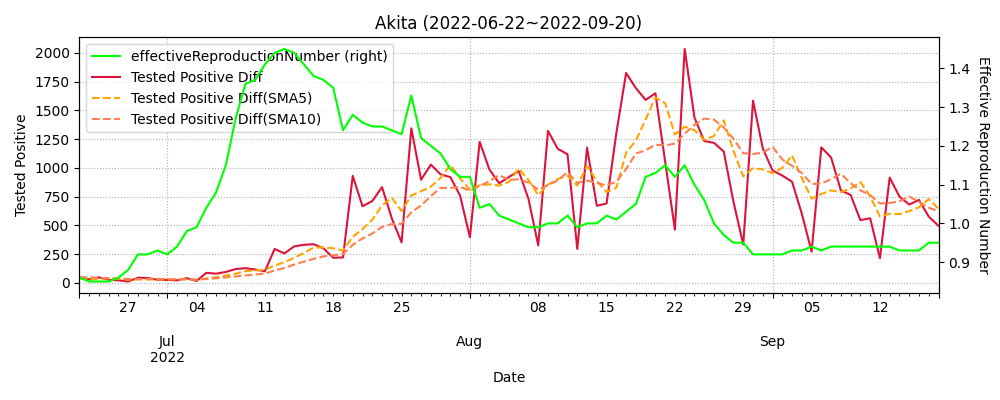 Akita (2022-06-22~2022-09-20)
effectiveReproductionNumber (right)
Tested Positive Diff
Tested Positive Diff(SMA5)
Tested Positive Diff(SMA10)
Tested Positive
2000
1750
1500
1250
1000
750
500
250
0
1.4
1.3
1.2
1.1
1.0
0.9
Effective Reproduction Number
27 04 11 18 25 08 15 22 29 05 12
Jul Aug Sep
2022
Date